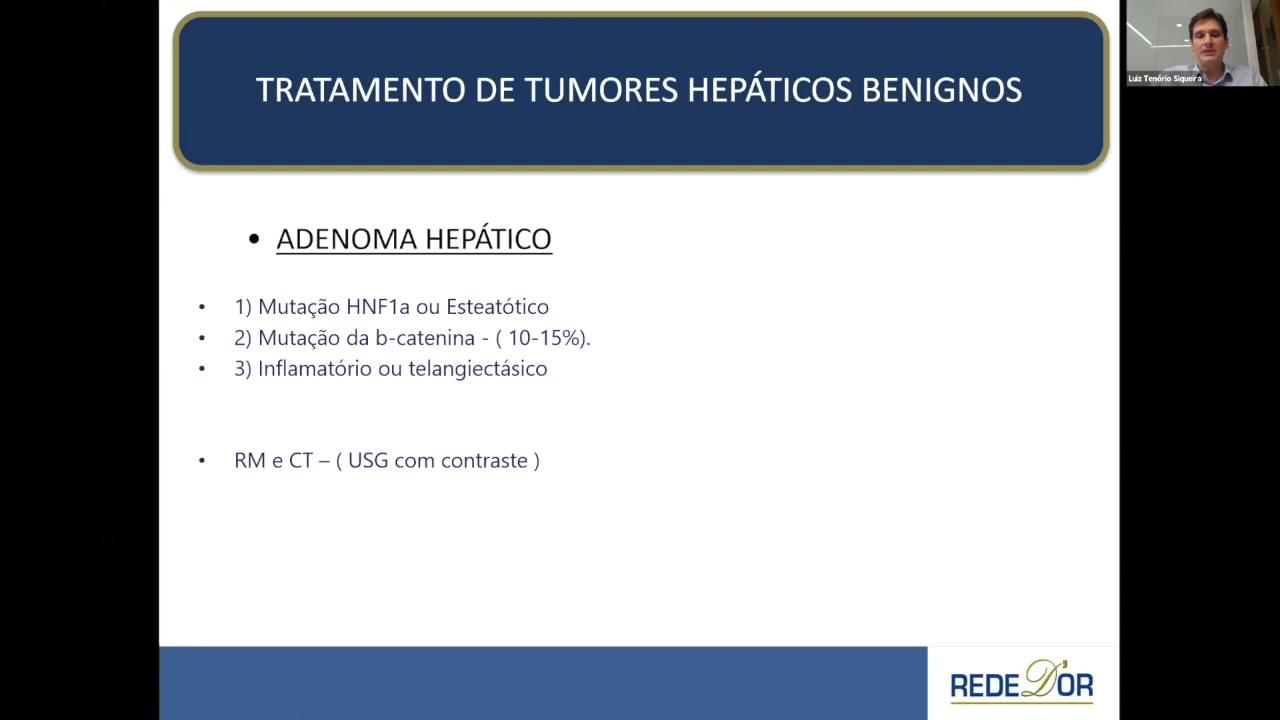 TRATAMENTO DE TUMORES HEPÁTICOS BENIGNOS
Luiz Tenório Siqueira
• ADENOMA HEPÁTICO
• 1) Mutação HNF1a ou Esteatótico
• 2) Mutação da b-catenina - ( 10-15%).
• 3) Inflamatório ou telangiectásico
• RM e CT – ( USG com contraste )
REDE D'OR